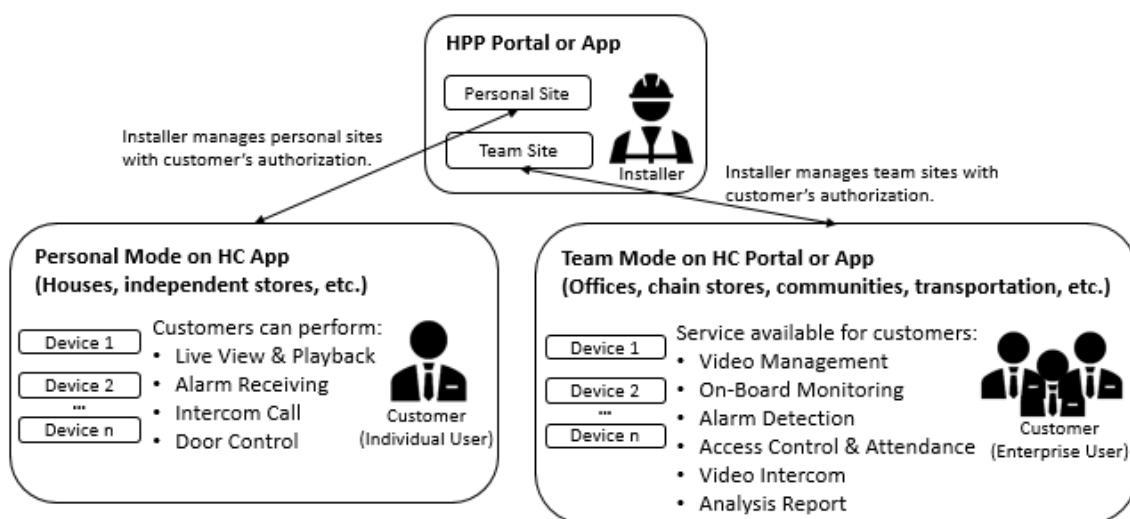 HPP Portal or App
Personal Site
Team Site
Installer
Installer manages personal sites
with customer's authorization.
Installer manages team sites with
customer's authorization.
Personal Mode on HC App
(Houses, independent stores, etc.)
Device 1
Device 2
...
Device n
Customers can perform:
• Live View & Playback
• Alarm Receiving
• Intercom Call
• Door Control
Customer
(Individual User)
Team Mode on HC Portal or App
(Offices, chain stores, communities, transportation, etc.)
Device 1
Device 2
...
Device n
Service available for customers:
• Video Management
• On-Board Monitoring
• Alarm Detection
• Access Control & Attendance
• Video Intercom
• Analysis Report
Customer
(Enterprise User)